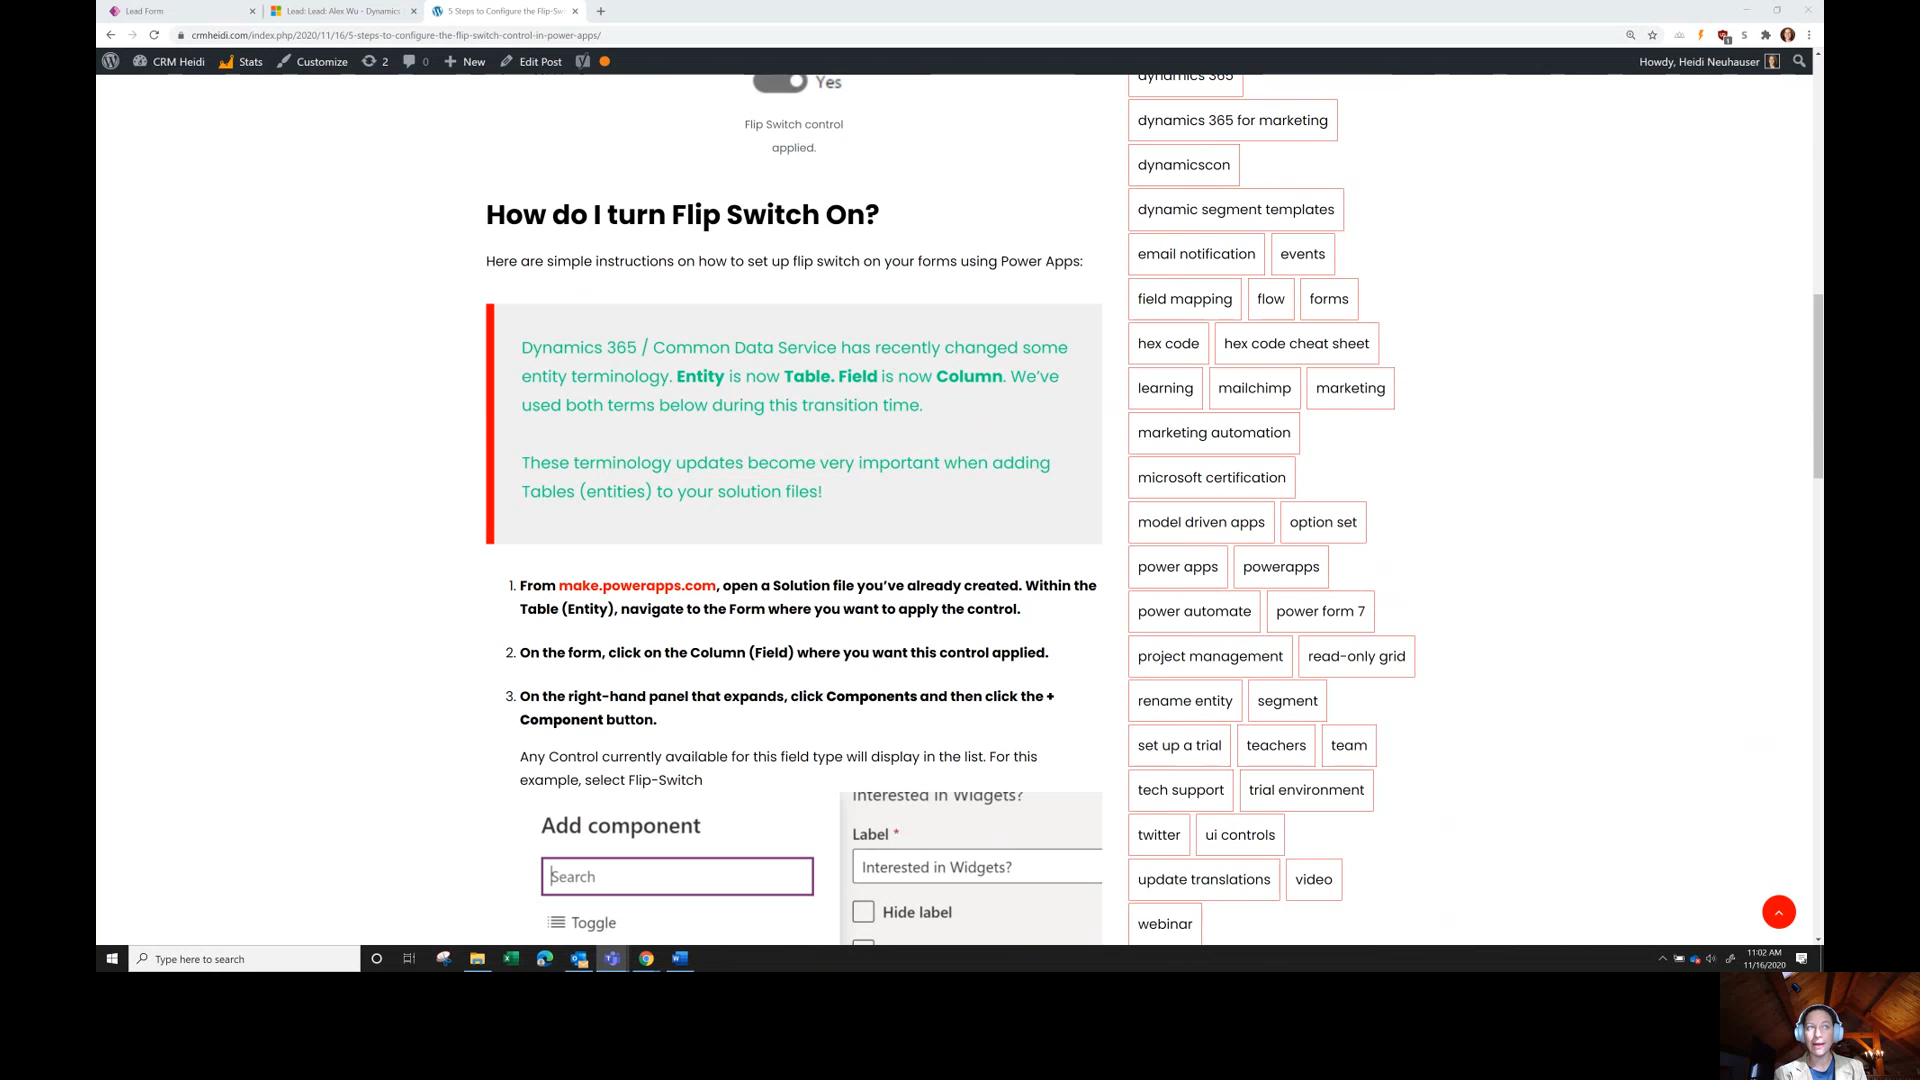 Lead Form
Lead: Lead: Alex Wu - Dynamics
5 Steps to Configure the Flip-Sw
crmheidi.com/index.php/2020/11/16/5-steps-to-configure-the-flip-switch-control-in-power-apps/
CRM Heidi Stats Customize 2 0 New Edit Post Howdy, Heidi Neuhauser
Yes
Flip Switch control
applied.
How do I turn Flip Switch On?
Here are simple instructions on how to set up flip switch on your forms using Power Apps:
Dynamics 365 / Common Data Service has recently changed some
entity terminology. Entity is now Table. Field is now Column. We've
used both terms below during this transition time.
These terminology updates become very important when adding
Tables (entities) to your solution files!
1. From make.powerapps.com, open a Solution file you've already created. Within the
Table (Entity), navigate to the Form where you want to apply the control.
2. On the form, click on the Column (Field) where you want this control applied.
3. On the right-hand panel that expands, click Components and then click the +
Component button.
Any Control currently available for this field type will display in the list. For this
example, select Flip-Switch
Add component
Search
Toggle
Interested in Widgets?
Label *
Interested in Widgets?
Hide label
dynamics 365
dynamics 365 for marketing
dynamicscon
dynamic segment templates
email notification events
field mapping flow forms
hex code hex code cheat sheet
learning mailchimp marketing
marketing automation
microsoft certification
model driven apps option set
power apps powerapps
power automate power form 7
project management read-only grid
rename entity segment
set up a trial teachers team
tech support trial environment
twitter ui controls
update translations video
webinar
Type here to search
11:02 AM
11/16/2020